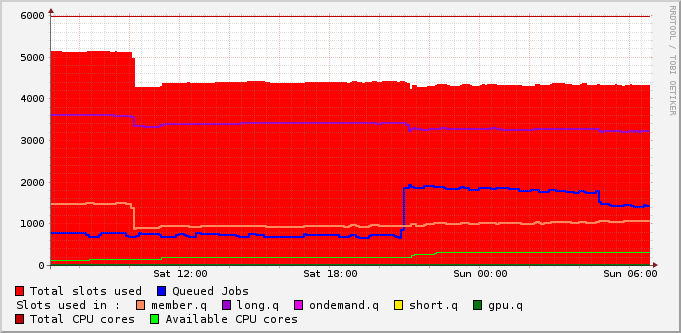 RRDTOOL / TOBI OETIKER
6000
5000
4000
3000
2000
1000
0
Sat 12:00 Sat 18:00 Sun 00:00 Sun 06:00
Total slots used Queued Jobs
Slots used in : member.q long.q ondemand.q short.q gpu.q
Total CPU cores Available CPU cores